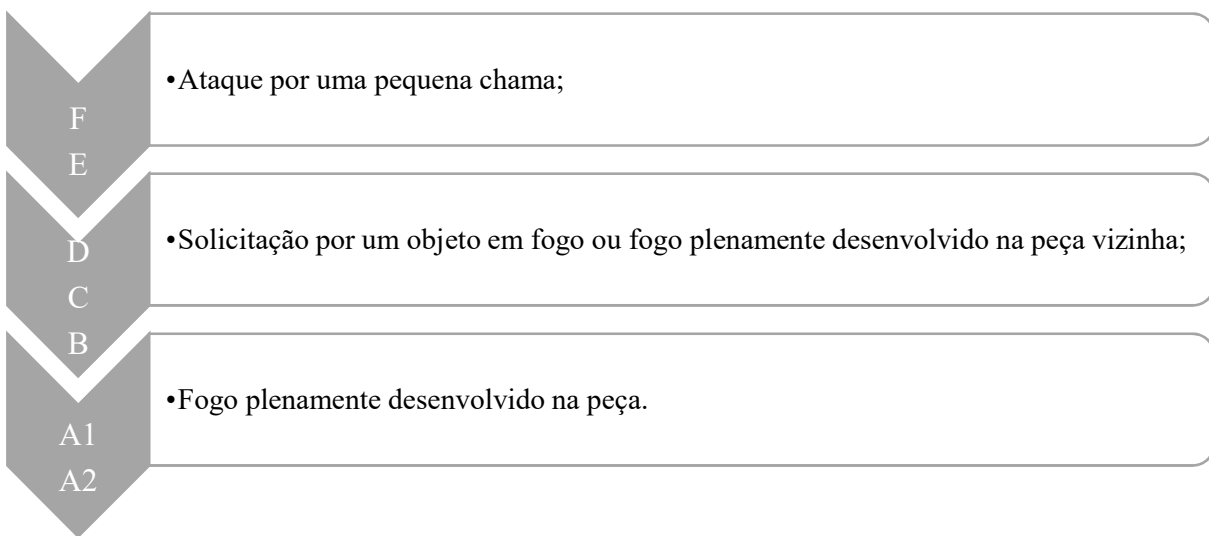 F
E
•Ataque por uma pequena chama;
D
C
B
•Solicitação por um objeto em fogo ou fogo plenamente desenvolvido na peça vizinha;
A1
A2
•Fogo plenamente desenvolvido na peça.